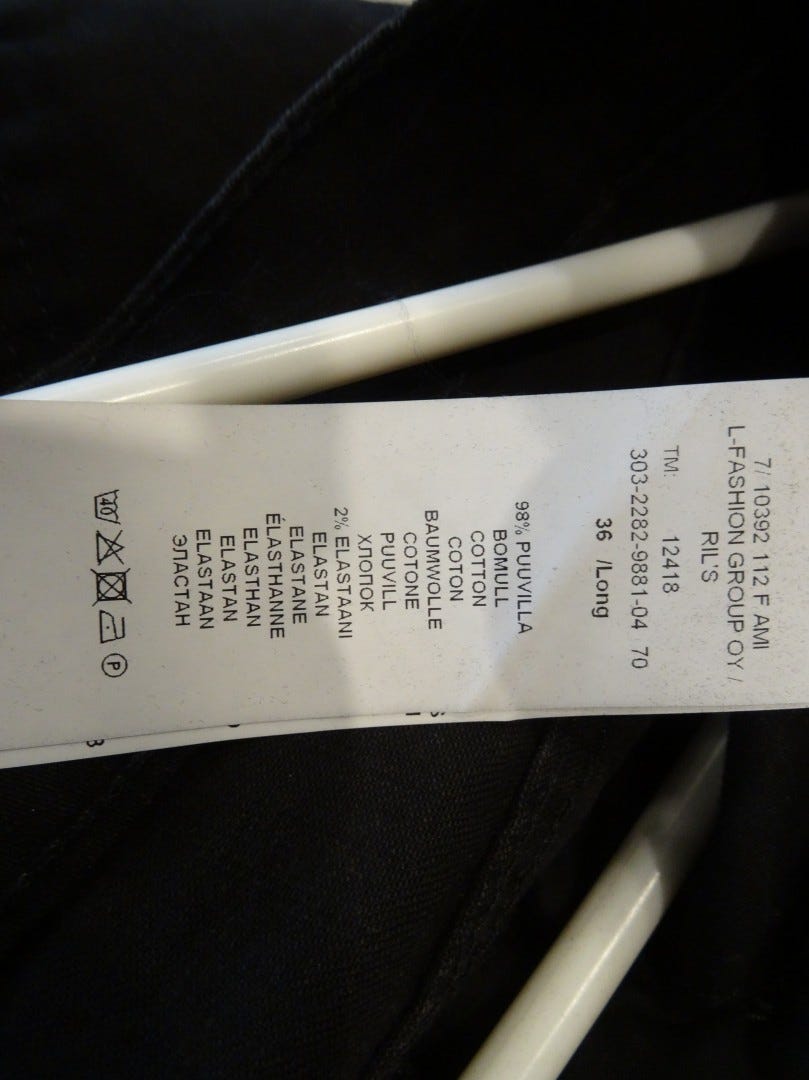 7/ 10392 112 F AMI
L-FASHION GROUP OY /
RIL'S
TM: 12418
303-2282-9881-04 70
36 /Long
98% PUUVILLA
BOMULL
COTTON
COTON
BAUMWOLLE
COTONE
PUUVILL
ХЛОПОК
2% ELASTAANI
ELASTAN
ELASTANE
ÉLASTHANNE
ELASTHAN
ELASTAN
ELASTAAN
ЭЛАСТАН
40
P